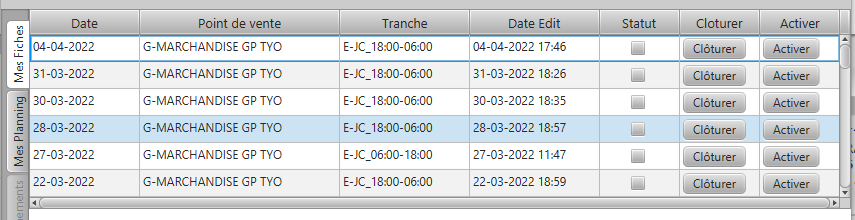 Date Point de vente Tranche Date Edit Statut Cloturer Activer
04-04-2022 G-MARCHANDISE GP TYO E-JC_18:00-06:00 04-04-2022 17:46 Clôturer Activer
31-03-2022 G-MARCHANDISE GP TYO E-JC_18:00-06:00 31-03-2022 18:26 Clôturer Activer
30-03-2022 G-MARCHANDISE GP TYO E-JC_18:00-06:00 30-03-2022 18:35 Clôturer Activer
28-03-2022 G-MARCHANDISE GP TYO E-JC_18:00-06:00 28-03-2022 18:57 Clôturer Activer
27-03-2022 G-MARCHANDISE GP TYO E-JC_06:00-18:00 27-03-2022 11:47 Clôturer Activer
22-03-2022 G-MARCHANDISE GP TYO E-JC_18:00-06:00 22-03-2022 18:59 Clôturer Activer
Mes Fiches
Mes Planning